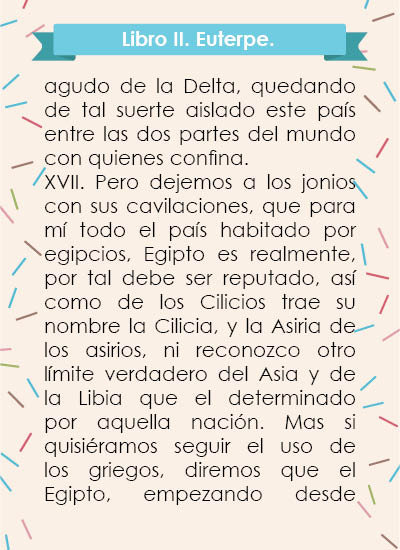 Libro II. Euterpe.
agudo de la Delta, quedando
de tal suerte aislado este país
entre las dos partes del mundo
con quienes confina.
XVII. Pero dejemos a los jonios
con sus cavilaciones, que para
mí todo el país habitado por
egipcios, Egipto es realmente,
por tal debe ser reputado, así
como de los Cilicios trae su
nombre la Cilicia, y la Asiria de
los asirios, ni reconozco otro
límite verdadero del Asia y de
la Libia que el determinado
por aquella nación. Mas si
quisiéramos seguir el uso de
los griegos, diremos que el
Egipto, empezando desde